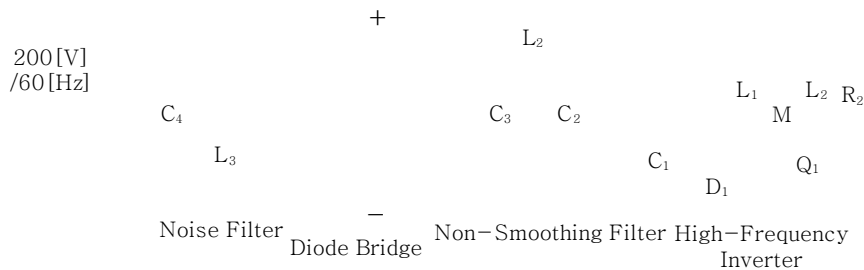 +
L₂
200[V]
/60[Hz]
L₁
L₂
R₂
C₄
C₃
C₂
M
L₃
C₁
Q₁
D₁
−
Noise Filter
Diode Bridge
Non−Smoothing Filter
High−Frequency
Inverter